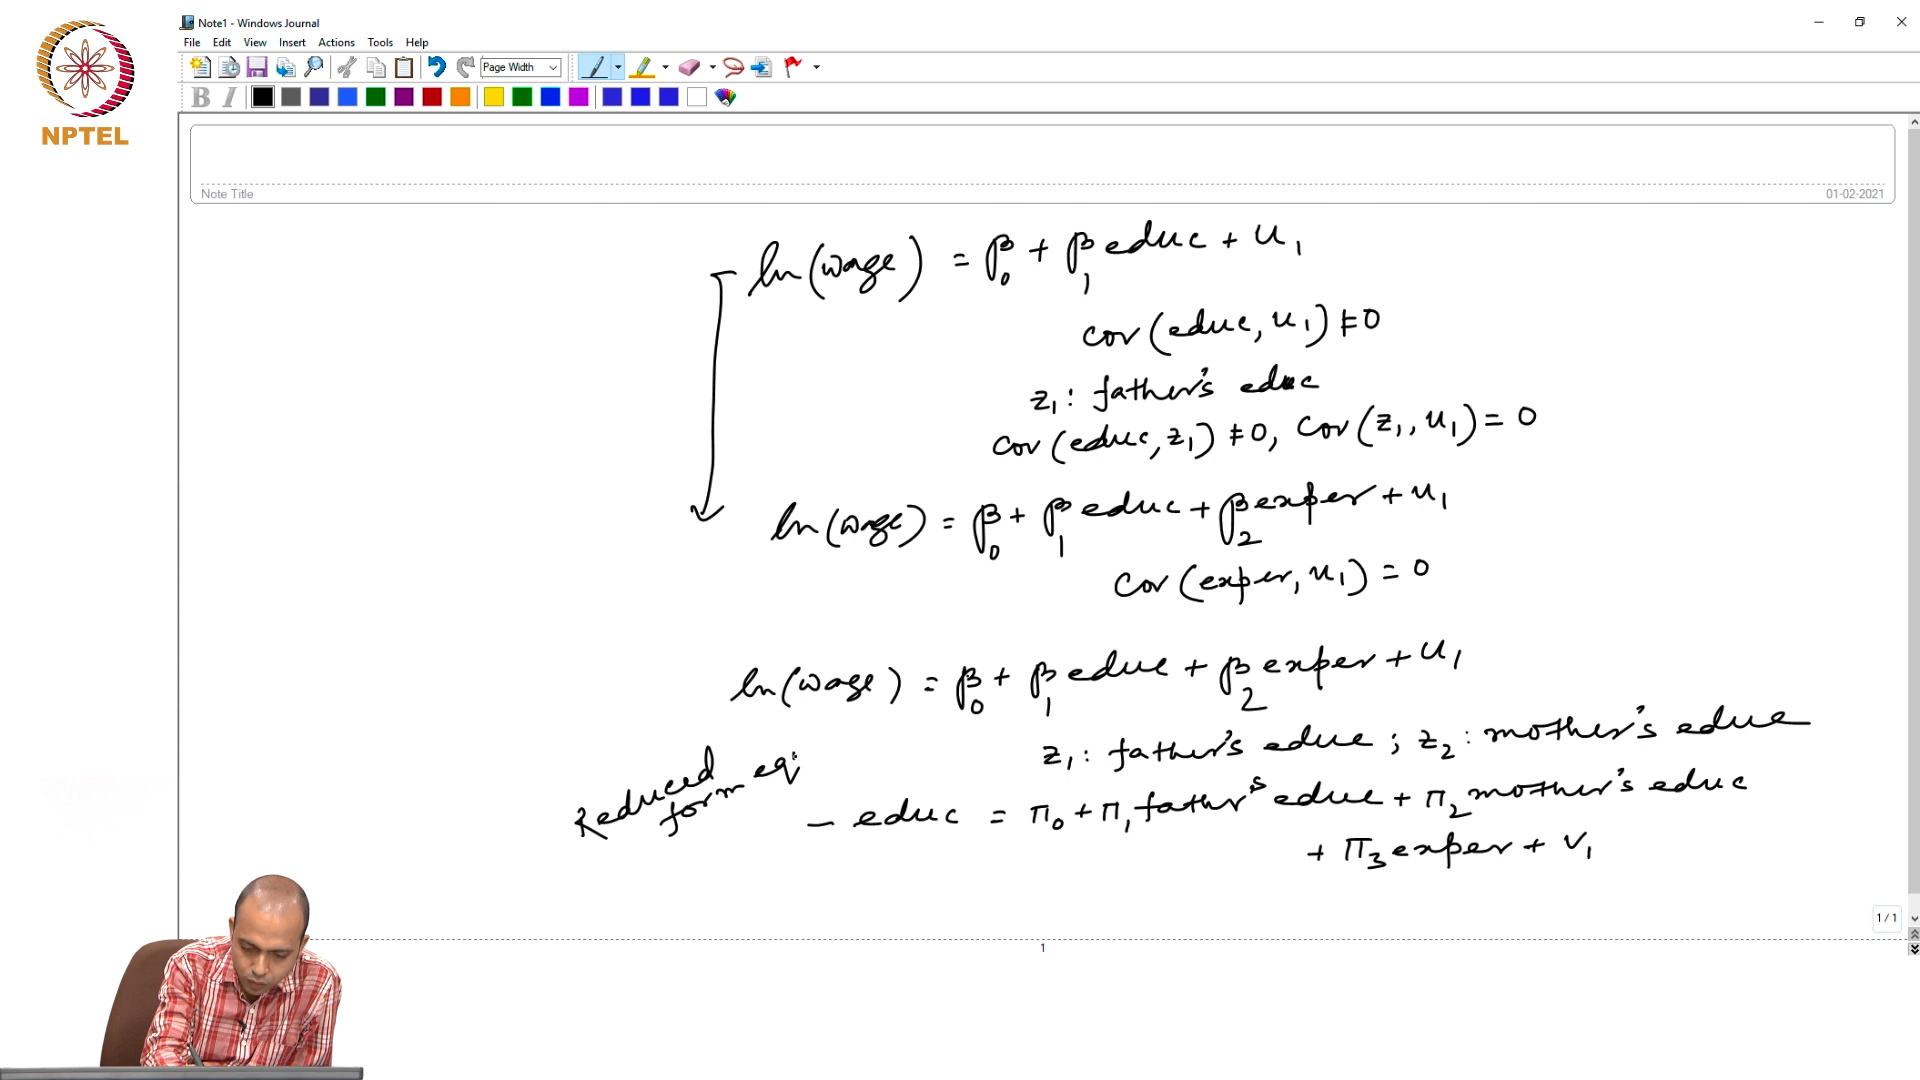 Note1 - Windows Journal
File Edit View Insert Actions Tools Help
Page Width
B I
NPTEL
Note Title
01-02-2021
ln(wage) = β0 + β1 educ + u1
cov(educ, u1) ≠ 0
z1: father's educ
cov(educ, z1) ≠ 0, cov(z1, u1) = 0
ln(wage) = β0 + β1 educ + β2 exper + u1
cov(exper, u1) = 0
ln(wage) = β0 + β1 educ + β2 exper + u1
z1: father's educ; z2: mother's educ
Reduced form eq
— educ = π0 + π1 fathr's educ + π2 mother's educ
+ π3 exper + v1
1 / 1
1